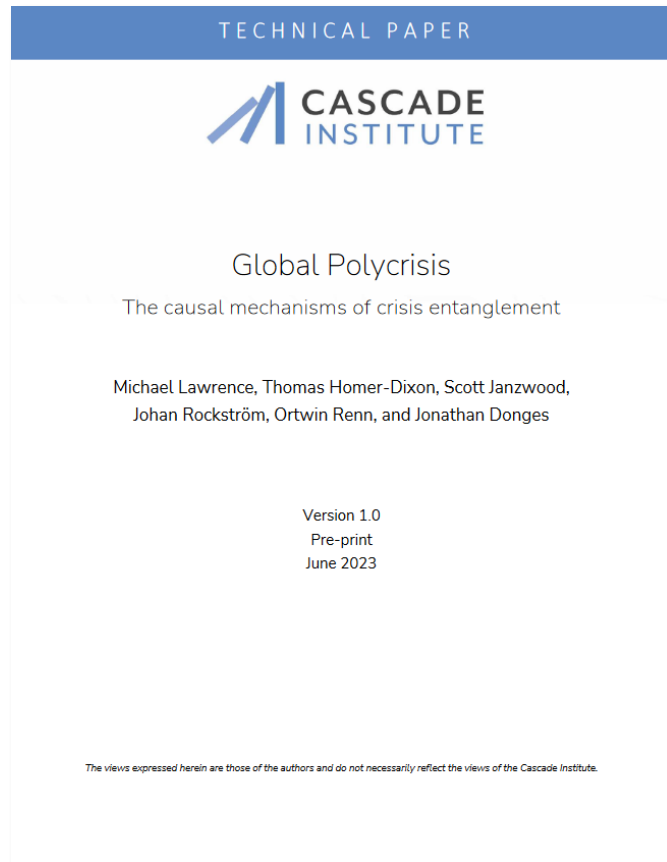 TECHNICAL PAPER
CASCADE
INSTITUTE
Global Polycrisis
The causal mechanisms of crisis entanglement
Michael Lawrence, Thomas Homer-Dixon, Scott Janzwood,
Johan Rockström, Ortwin Renn, and Jonathan Donges
Version 1.0
Pre-print
June 2023
The views expressed herein are those of the authors and do not necessarily reflect the views of the Cascade Institute.